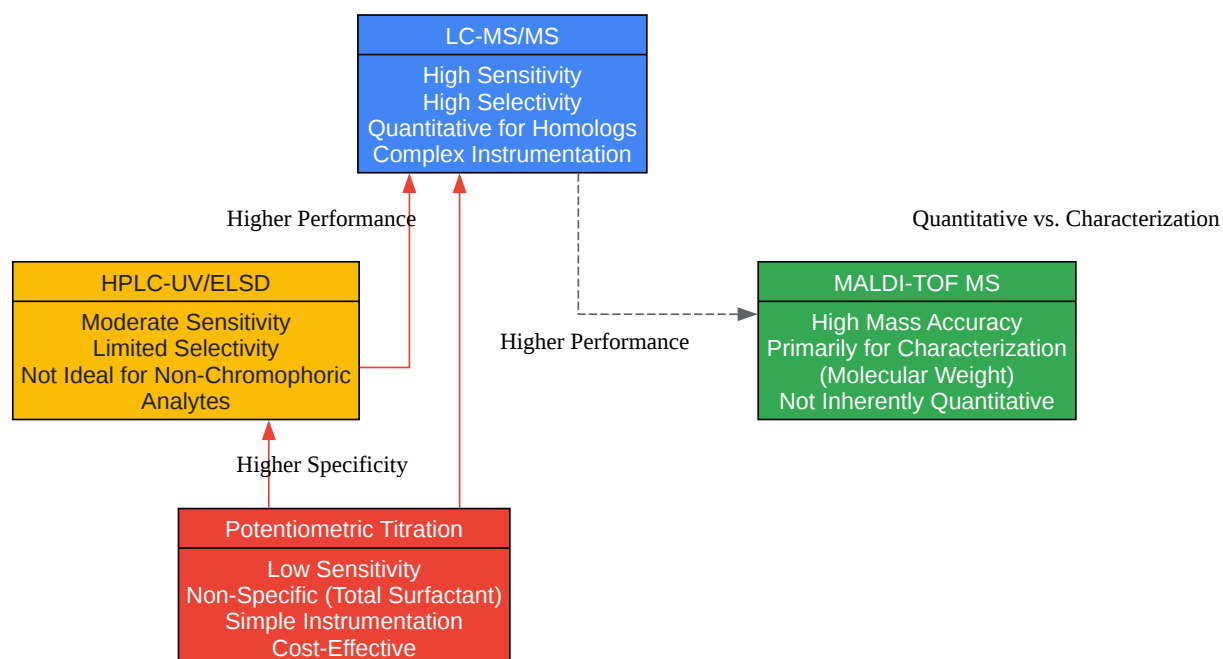 LC-MS/MS
High Sensitivity
High Selectivity
Quantitative for Homologs
Complex Instrumentation
Higher Performance
Quantitative vs. Characterization
HPLC-UV/ELSD
Moderate Sensitivity
Limited Selectivity
Not Ideal for Non-Chromophoric
Analytes
Higher Performance
MALDI-TOF MS
High Mass Accuracy
Primarily for Characterization
(Molecular Weight)
Not Inherently Quantitative
Higher Specificity
Potentiometric Titration
Low Sensitivity
Non-Specific (Total Surfactant)
Simple Instrumentation
Cost-Effective